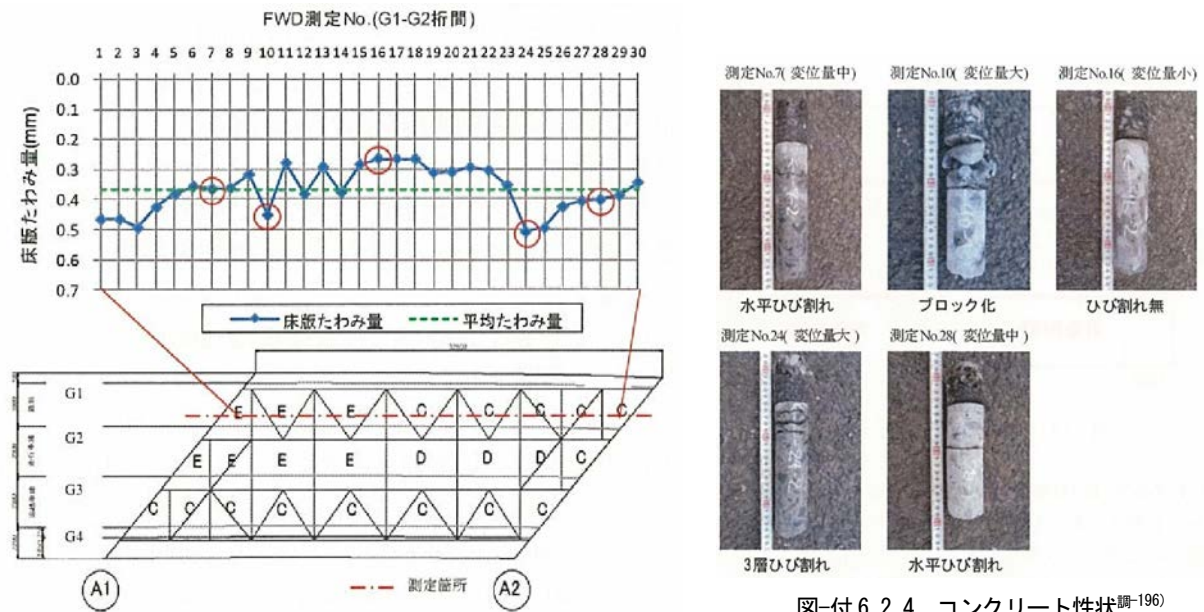 FWD測定No.(G1-G2桁間)
1 2 3 4 5 6 7 8 9 10 11 12 13 14 15 16 17 18 19 20 21 22 23 24 25 26 27 28 29 30
床版たわみ量(mm)
0.0
0.1
0.2
0.3
0.4
0.5
0.6
0.7
床版たわみ量 平均たわみ量
G1
E E E C C C C C
G2
E E E E D D D C
G3
C C C C C C C C
G4
A1 測定箇所 A2
測定No.7( 変位量中) 測定No.10( 変位量大) 測定No.16( 変位量小)
水平ひび割れ ブロック化 ひび割れ無
測定No.24( 変位量大 ) 測定No.28( 変位量中 )
3層ひび割れ 水平ひび割れ
図-付 6.2.4 コンクリート性状調-196)